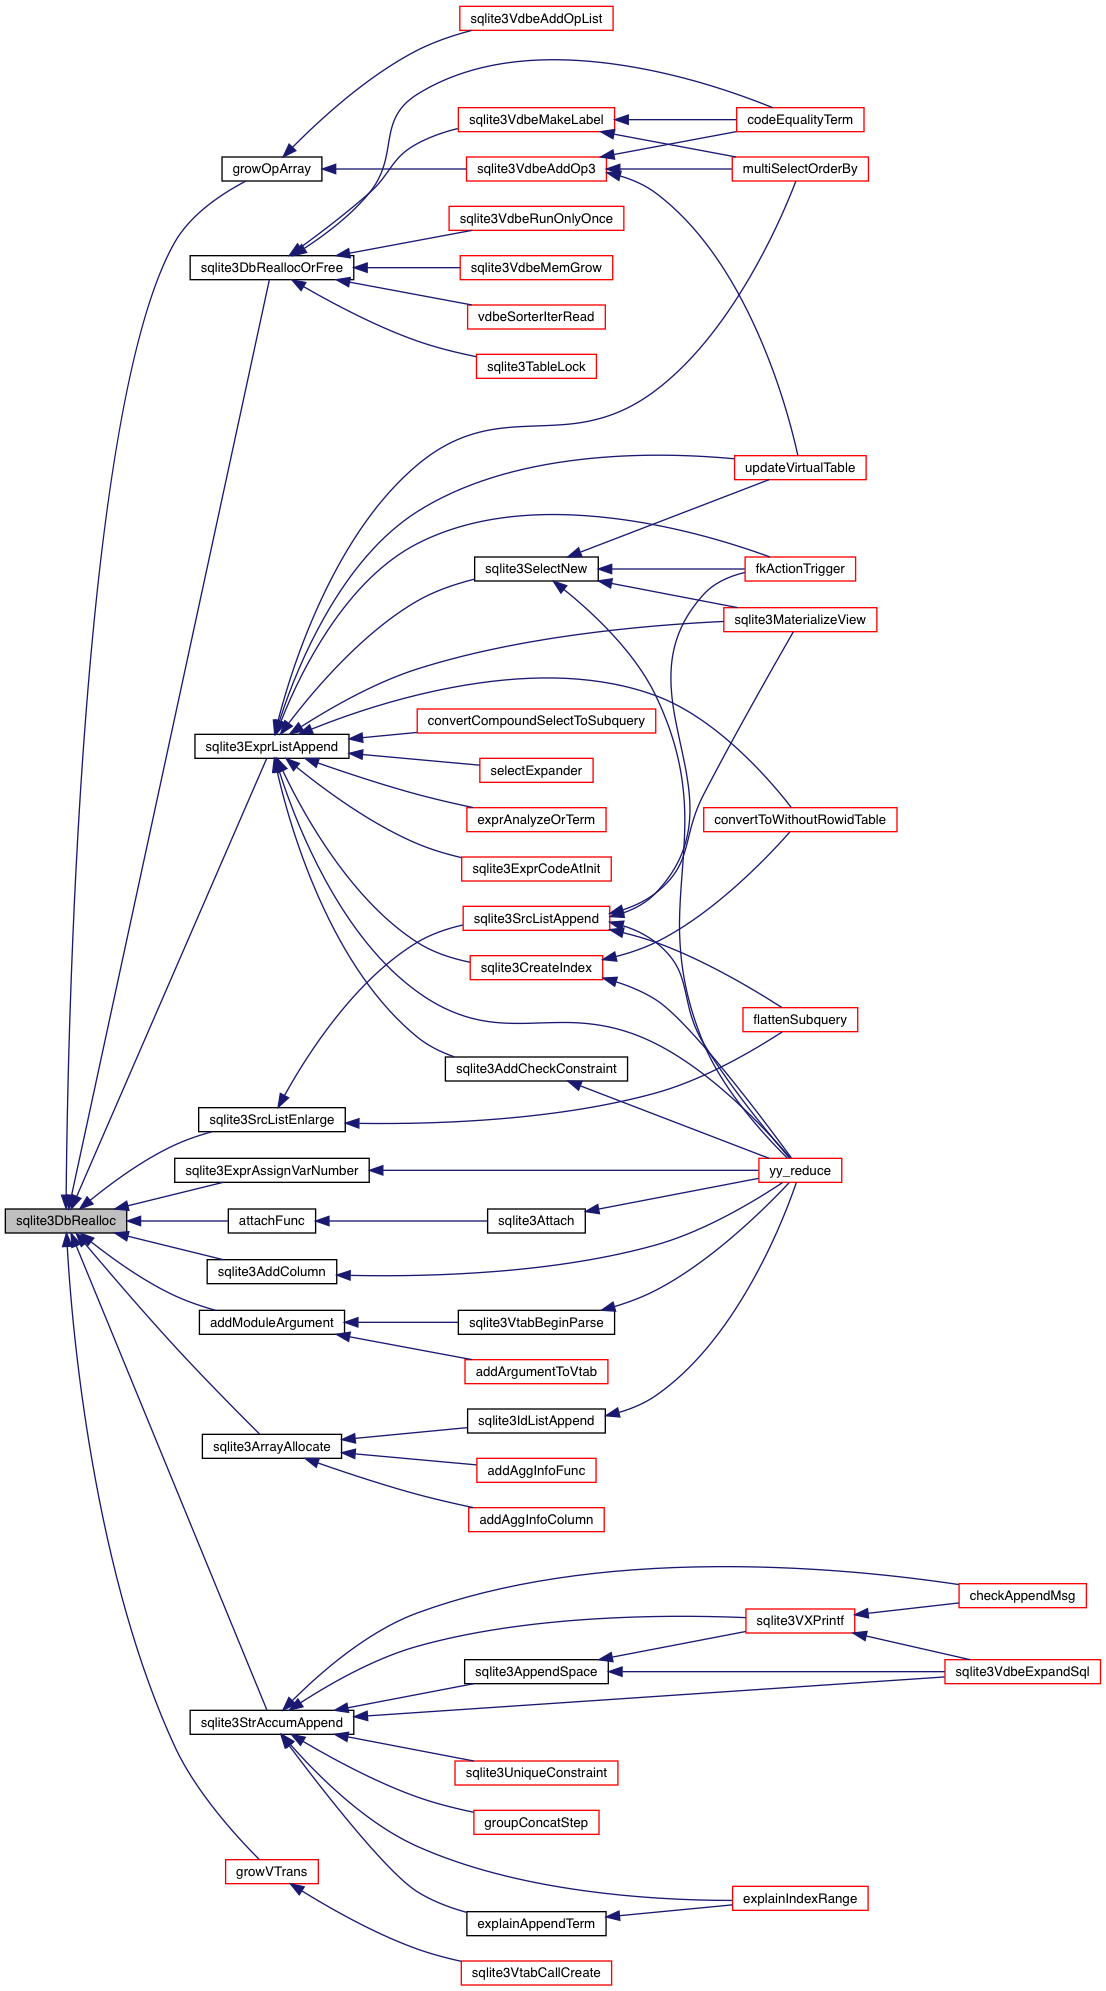 sqlite3VdbeAddOpList
sqlite3VdbeMakeLabel
codeEqualityTerm
growOpArray
sqlite3VdbeAddOp3
multiSelectOrderBy
sqlite3VdbeRunOnlyOnce
sqlite3DbReallocOrFree
sqlite3VdbeMemGrow
vdbeSorterIterRead
sqlite3TableLock
updateVirtualTable
sqlite3SelectNew
fkActionTrigger
sqlite3MaterializeView
convertCompoundSelectToSubquery
sqlite3ExprListAppend
selectExpander
exprAnalyzeOrTerm
convertToWithoutRowidTable
sqlite3ExprCodeAtInit
sqlite3SrcListAppend
sqlite3CreateIndex
flattenSubquery
sqlite3AddCheckConstraint
sqlite3SrcListEnlarge
sqlite3ExprAssignVarNumber
yy_reduce
sqlite3DbRealloc
attachFunc
sqlite3Attach
sqlite3AddColumn
addModuleArgument
sqlite3VtabBeginParse
addArgumentToVtab
sqlite3IdListAppend
sqlite3ArrayAllocate
addAggInfoFunc
addAggInfoColumn
checkAppendMsg
sqlite3VXPrintf
sqlite3AppendSpace
sqlite3VdbeExpandSql
sqlite3StrAccumAppend
sqlite3UniqueConstraint
groupConcatStep
growVTrans
explainIndexRange
explainAppendTerm
sqlite3VtabCallCreate